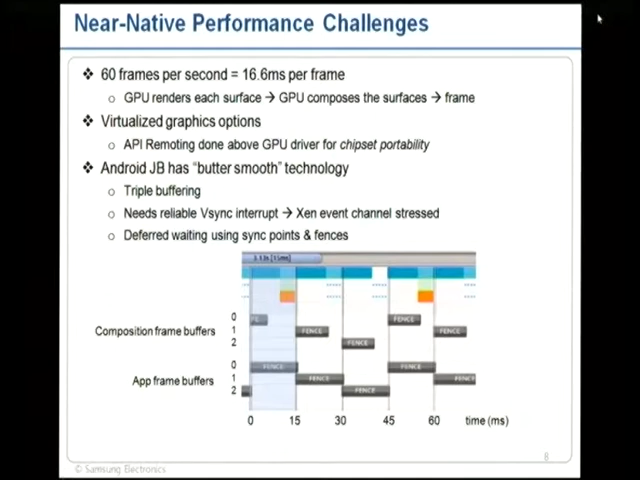 Near-Native Performance Challenges
❖ 60 frames per second = 16.6ms per frame
o GPU renders each surface → GPU composes the surfaces → frame
❖ Virtualized graphics options
o API Remoting done above GPU driver for chipset portability
❖ Android JB has “butter smooth” technology
o Triple buffering
o Needs reliable Vsync interrupt → Xen event channel stressed
o Deferred waiting using sync points & fences
3.13s [15ms]
0 FE... FENCE
Composition frame buffers 1 FENCE FENCE
2 FENCE
0 FENCE FENCE
App frame buffers 1 FENCE FENCE
2 FENCE
0 15 30 45 60 time (ms)
8
© Samsung Electronics